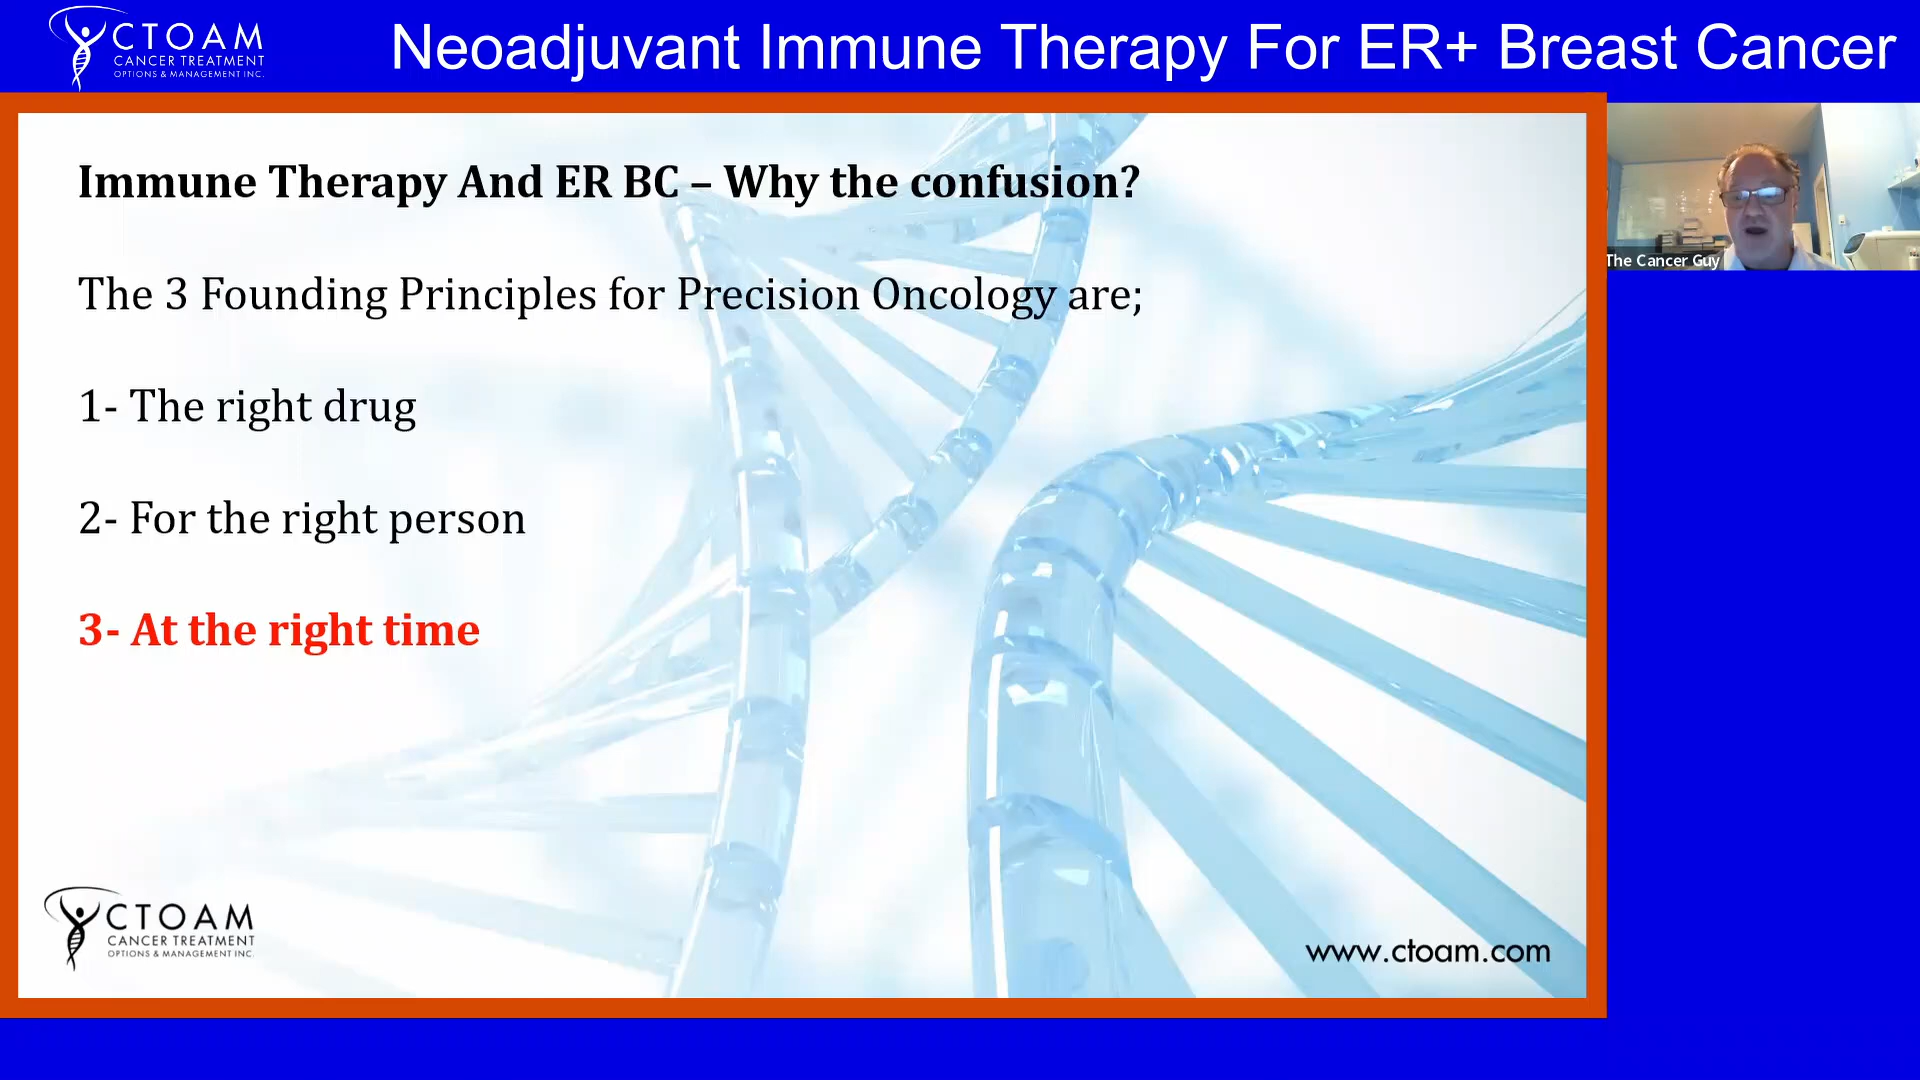 CTOAM
CANCER TREATMENT
OPTIONS & MANAGEMENT INC.
Neoadjuvant Immune Therapy For ER+ Breast Cancer
Immune Therapy And ER BC – Why the confusion?
The 3 Founding Principles for Precision Oncology are;
1- The right drug
2- For the right person
3- At the right time
The Cancer Guy
CTOAM
CANCER TREATMENT
OPTIONS & MANAGEMENT INC.
www.ctoam.com